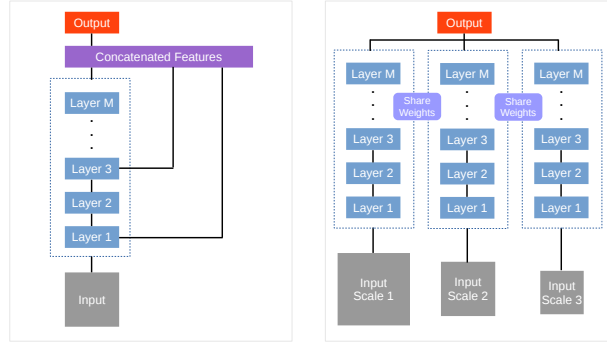 Output
Concatenated Features
Layer M
Layer 3
Layer 2
Layer 1
Input
Output
Layer M
Layer M
Layer M
Share
Weights
Share
Weights
Layer 3
Layer 3
Layer 3
Layer 2
Layer 2
Layer 2
Layer 1
Layer 1
Layer 1
Input
Scale 1
Input
Scale 2
Input
Scale 3